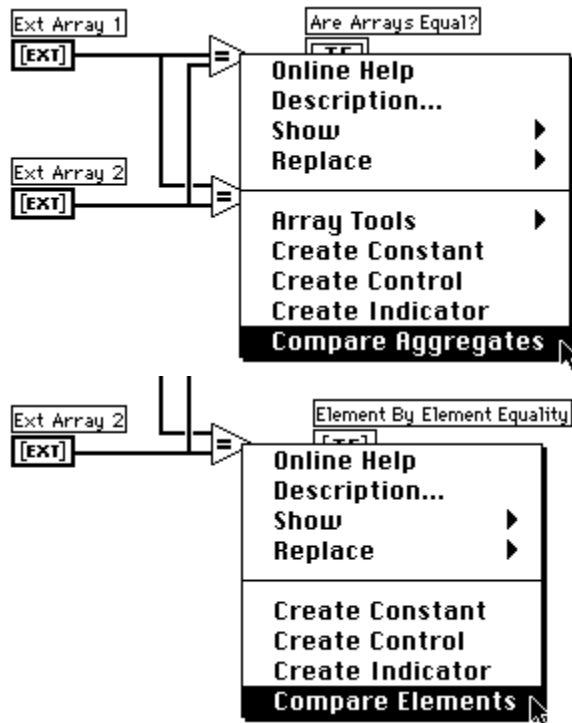 Ext Array 1
Are Arrays Equal?
[EXT]
=
Online Help
Description...
Show
Replace
Ext Array 2
[EXT]
=
Array Tools
Create Constant
Create Control
Create Indicator
Compare Aggregates
Ext Array 2
Element By Element Equality
[EXT]
=
Online Help
Description...
Show
Replace
Create Constant
Create Control
Create Indicator
Compare Elements